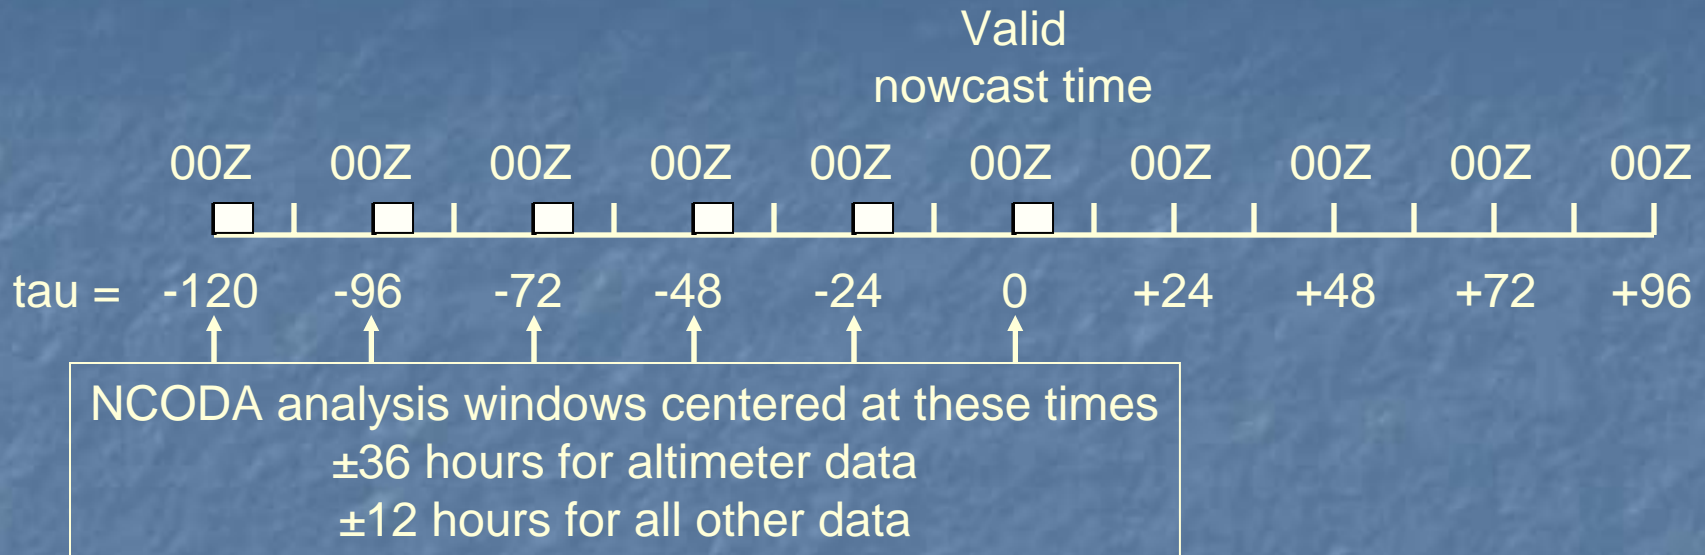 Valid
nowcast time
00Z 00Z 00Z 00Z 00Z 00Z 00Z 00Z 00Z 00Z
tau = -120 -96 -72 -48 -24 0 +24 +48 +72 +96
NCODA analysis windows centered at these times
±36 hours for altimeter data
±12 hours for all other data